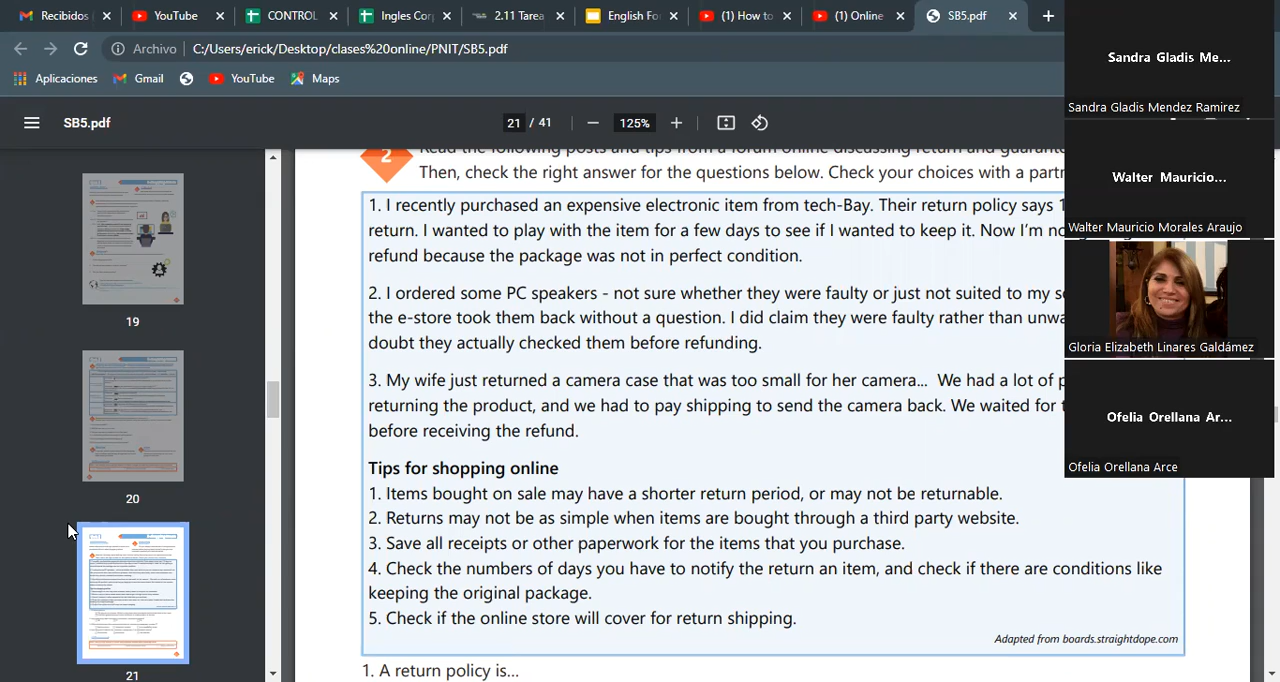 Recibidos
YouTube
CONTROL
Ingles Cor
2.11 Tarea
English Fo
(1) How to
(1) Online
SB5.pdf
Archivo
C:/Users/erick/Desktop/clases%20online/PNIT/SB5.pdf
Aplicaciones
Gmail
YouTube
Maps
SB5.pdf
21 / 41
125%
19
20
21
2
Read the following posts and tips from a forum online discussing return and
Then, check the right answer for the questions below. Check your choices with a
1. I recently purchased an expensive electronic item from tech-Bay. Their return policy says
return. I wanted to play with the item for a few days to see if I wanted to keep it. Now I'm
refund because the package was not in perfect condition.
2. I ordered some PC speakers - not sure whether they were faulty or just not suited to my
the e-store took them back without a question. I did claim they were faulty rather than
doubt they actually checked them before refunding.
3. My wife just returned a camera case that was too small for her camera... We had a lot of
returning the product, and we had to pay shipping to send the camera back. We waited for
before receiving the refund.
Tips for shopping online
1. Items bought on sale may have a shorter return period, or may not be returnable.
2. Returns may not be as simple when items are bought through a third party website.
3. Save all receipts or other paperwork for the items that you purchase.
4. Check the number days you have to notify the return an item, and check if there are conditions like
keeping the original package.
5. Check if the online store will cover for return shipping.
Adapted from boards.straightdope.com
1. A return policy is...
Sandra Gladis Me...
Sandra Gladis Mendez Ramirez
Walter Mauricio...
Walter Mauricio Morales Araujo
Gloria Elizabeth Linares Galdámez
Ofelia Orellana Ar...
Ofelia Orellana Arce